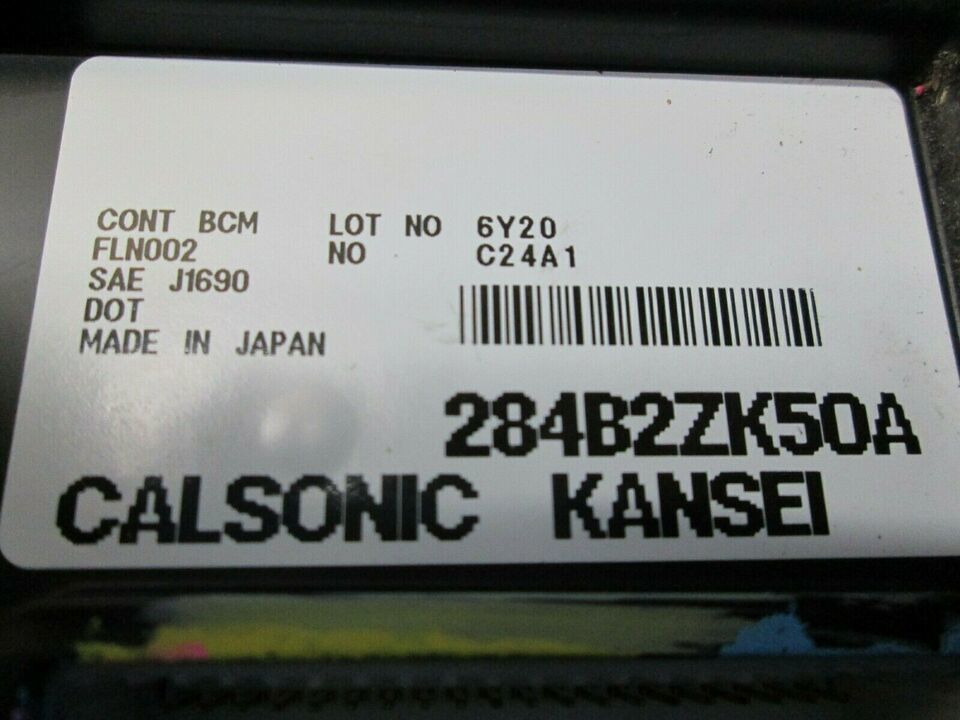 CONT BCM LOT NO 6Y20
FLN002 NO C24A1
SAE J1690
DOT
MADE IN JAPAN
284B2ZK50A
CALSONIC KANSEI